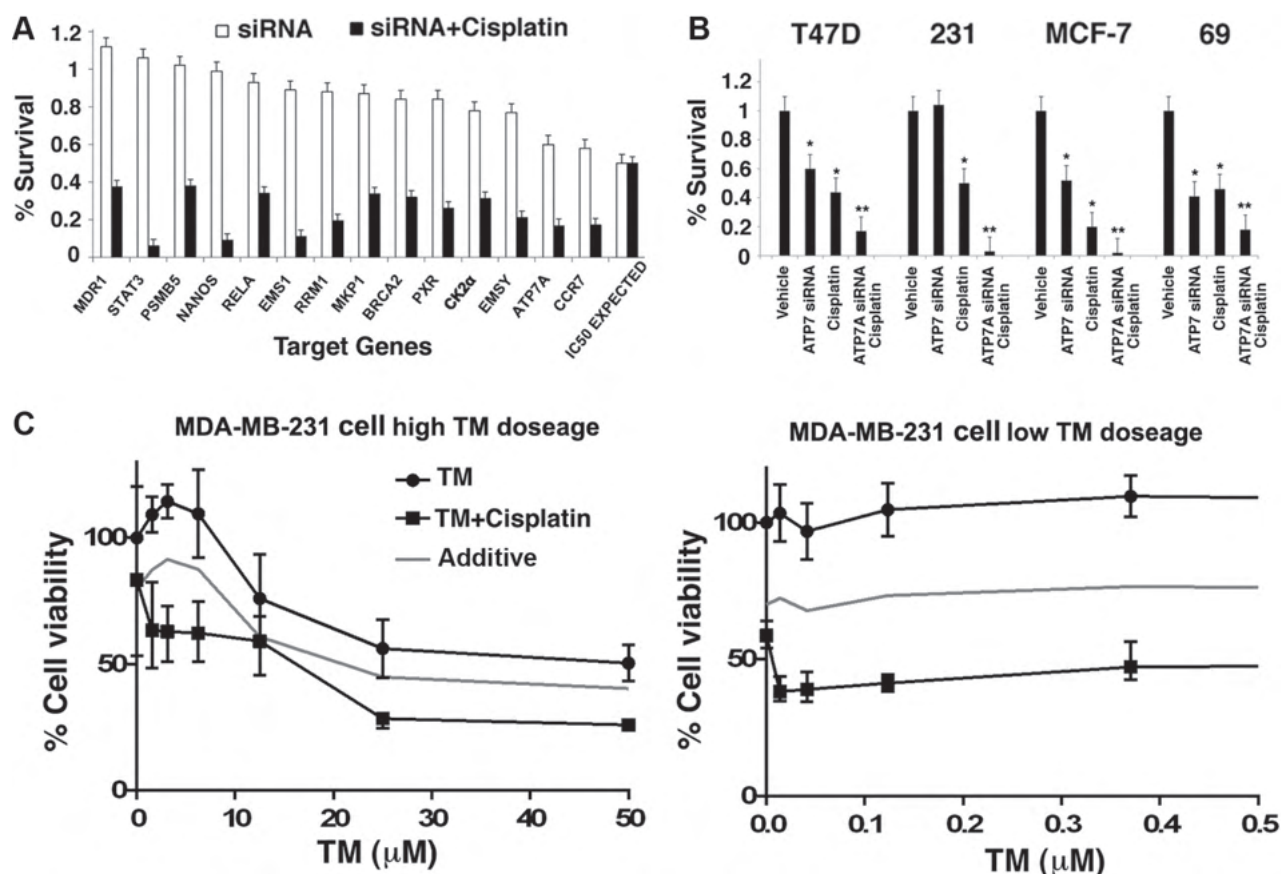 A
siRNA
siRNA+Cisplatin
% Survival
1.2
1
0.8
0.6
0.4
0.2
0
MDR1
STAT3
PSMB5
NANOS
RELA
EMS1
RRM1
MKP1
BRCA2
PXR
CK2α
EMSY
ATP7A
CCR7
IC50 EXPECTED
Target Genes
B
T47D 231 MCF-7 69
% Survival
1.2
1
0.8
0.6
0.4
0.2
0
* * **
* **
* * **
* * **
Vehicle
ATP7 siRNA
Cisplatin
ATP7A siRNA
Cisplatin
Vehicle
ATP7 siRNA
Cisplatin
ATP7A siRNA
Cisplatin
Vehicle
ATP7 siRNA
Cisplatin
ATP7A siRNA
Cisplatin
Vehicle
ATP7 siRNA
Cisplatin
ATP7A siRNA
Cisplatin
C
MDA-MB-231 cell high TM doseage
TM
TM+Cisplatin
Additive
% Cell viability
100
50
0
0 10 20 30 40 50
TM (μM)
MDA-MB-231 cell low TM doseage
% Cell viability
100
50
0
0.0 0.1 0.2 0.3 0.4 0.5
TM (μM)